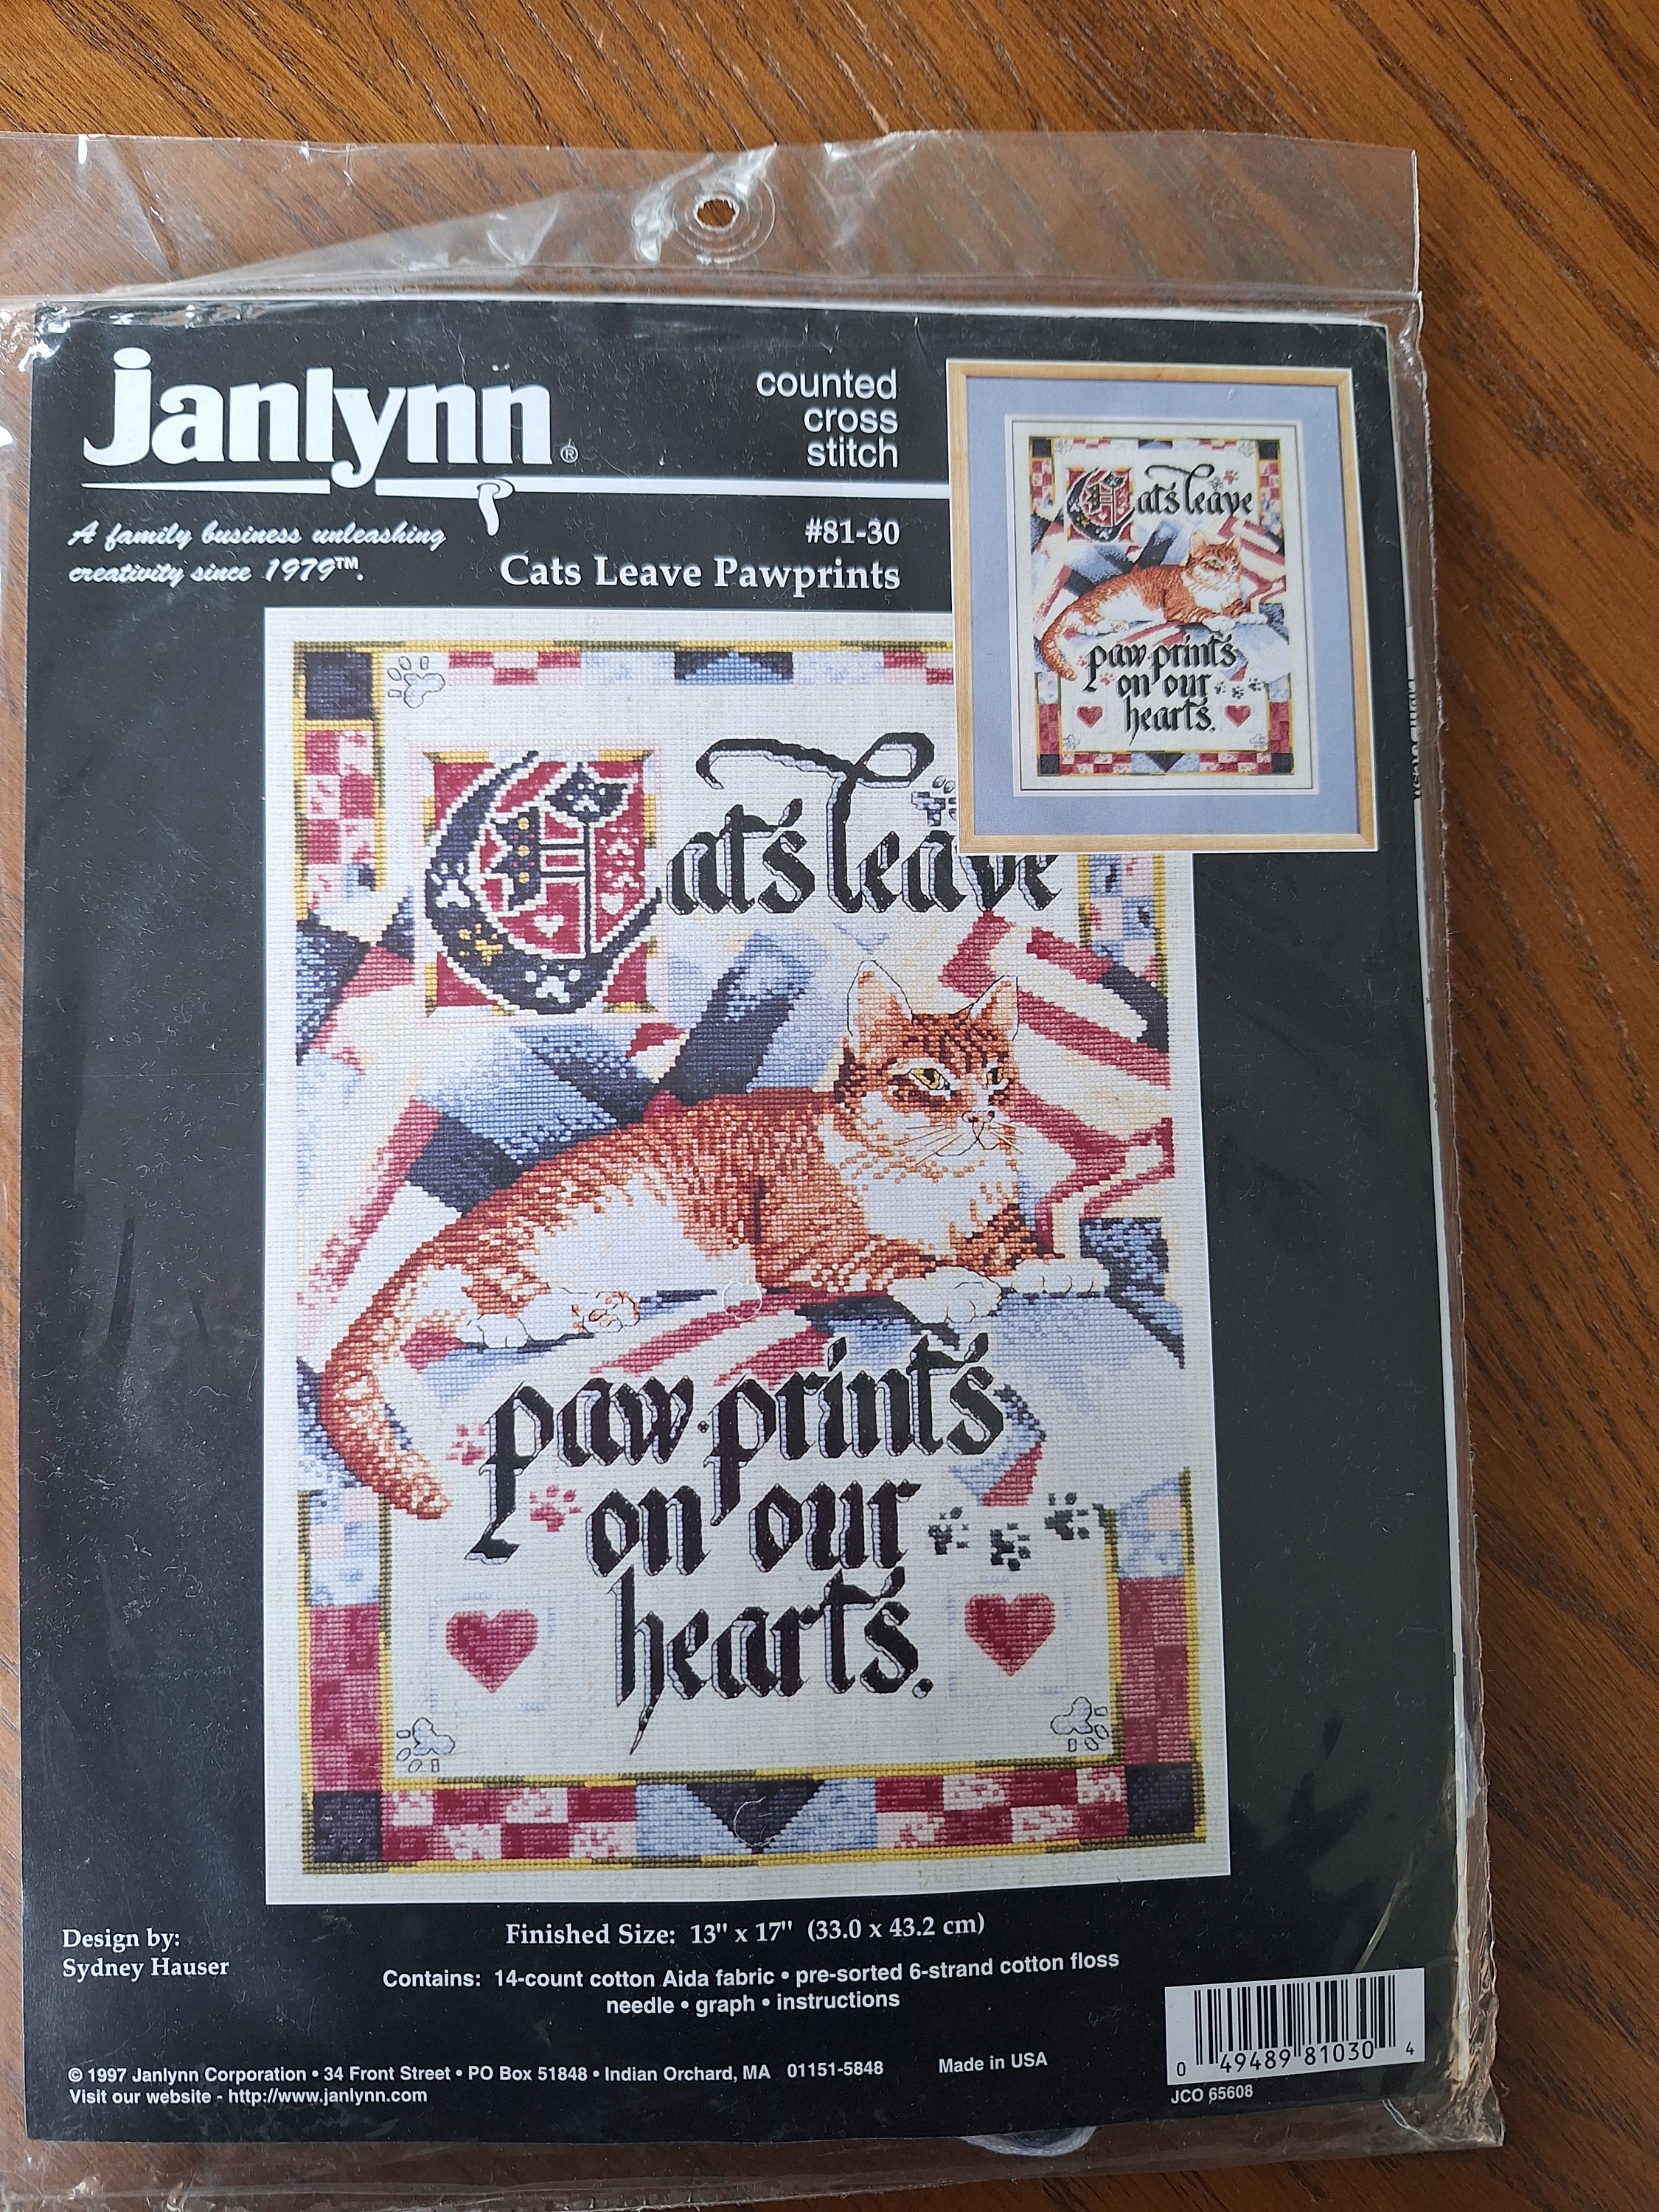 janlynn®
counted
cross
stitch
A family business unleashing
creativity since 1979™.
#81-30
Cats Leave Pawprints
Cats leave
paw prints
on our
hearts.
Cats leave
paw·prints
on our
hearts.
Design by:
Sydney Hauser
Finished Size: 13" x 17" (33.0 x 43.2 cm)
Contains: 14-count cotton Aida fabric • pre-sorted 6-strand cotton floss
needle • graph • instructions
© 1997 Janlynn Corporation • 34 Front Street • PO Box 51848 • Indian Orchard, MA 01151-5848
Made in USA
Visit our website - http://www.janlynn.com
0 49489 81030 4
JCO 65608